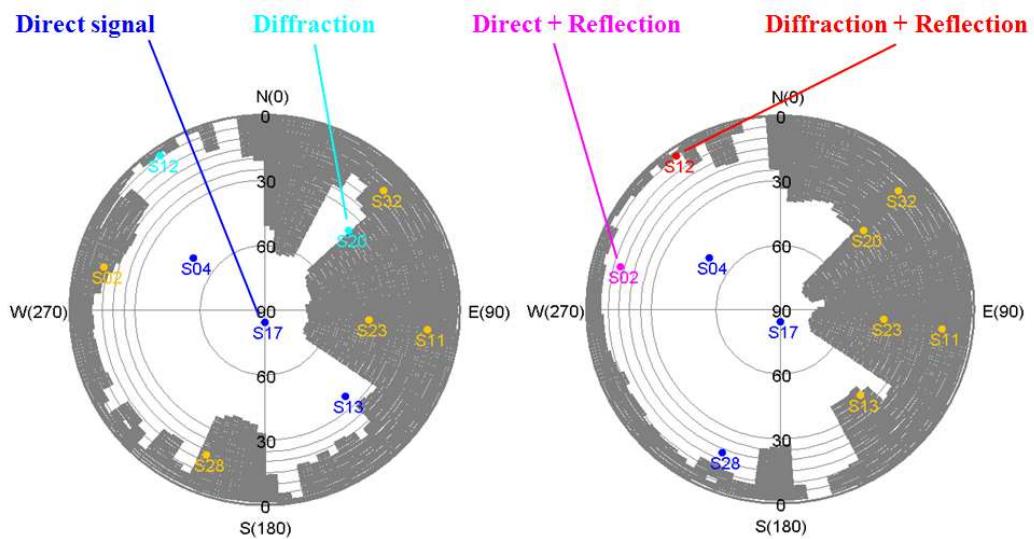 Direct signal
Diffraction
Direct + Reflection
Diffraction + Reflection
N(0)
0
S12
30
S32
S20
60
S04
S02
W(270)
90
E(90)
S17
S23
S11
60
S13
30
S28
0
S(180)
N(0)
0
S12
30
S32
S20
60
S04
S02
W(270)
90
E(90)
S17
S23
S11
60
S13
30
S28
0
S(180)